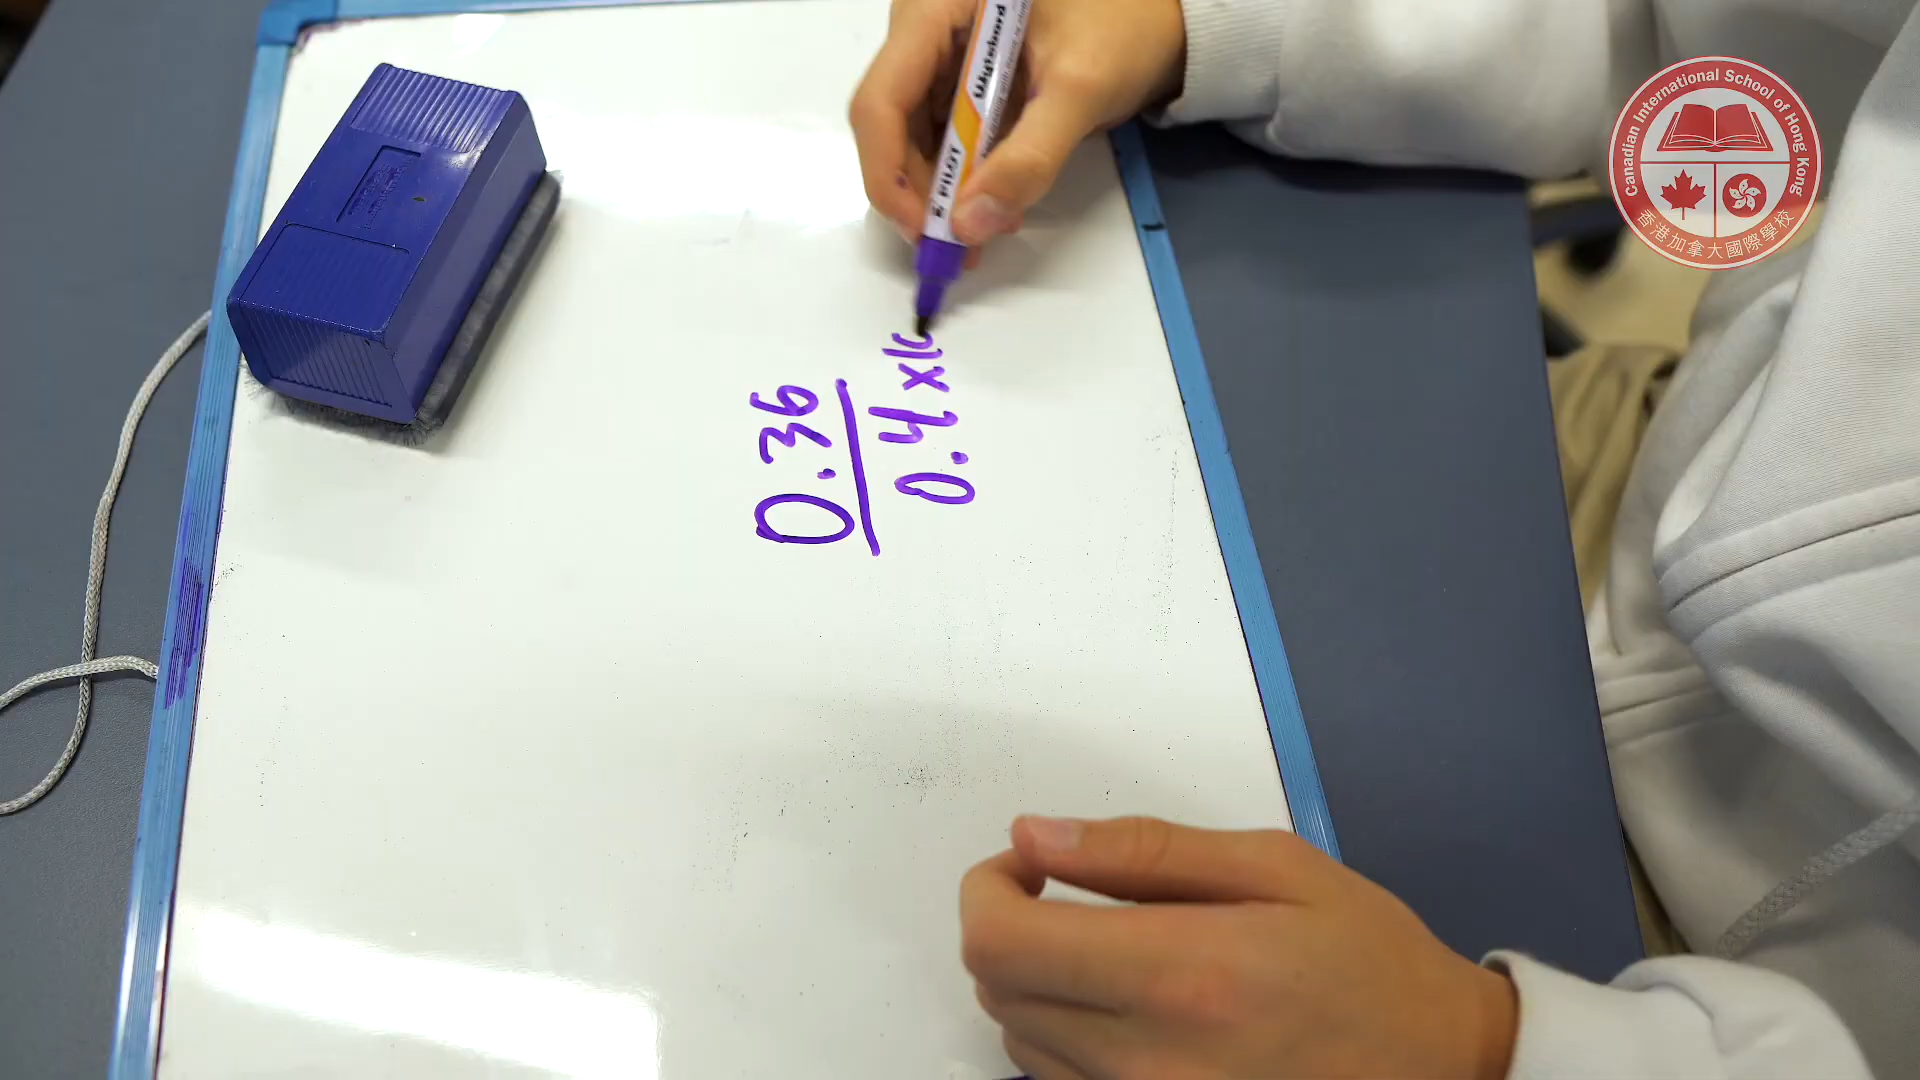 0.36
0.4 x10
PILOT
Wyteboard
Canadian International School of Hong Kong
香港加拿大國際學校